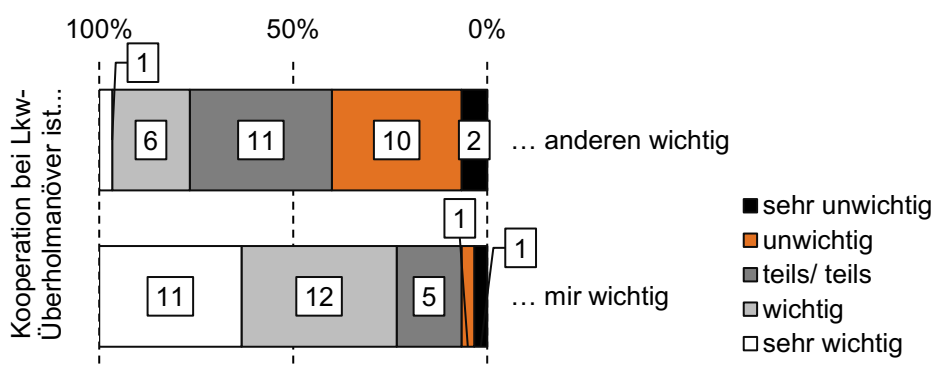 100% 50% 0%
Kooperation bei Lkw-
Überholmanöver ist...
1
6 11 10 2 … anderen wichtig
1 1
11 12 5 … mir wichtig
sehr unwichtig
unwichtig
teils/ teils
wichtig
sehr wichtig